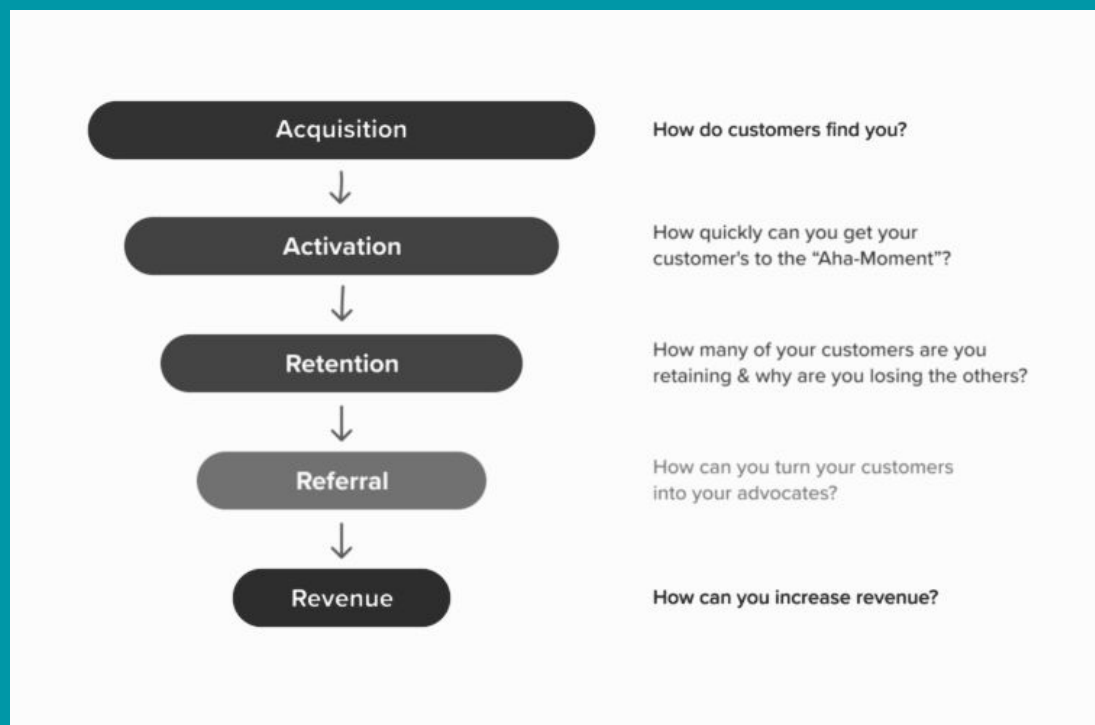 Acquisition
How do customers find you?
Activation
How quickly can you get your
customer's to the “Aha-Moment”?
Retention
How many of your customers are you
retaining & why are you losing the others?
Referral
How can you turn your customers
into your advocates?
Revenue
How can you increase revenue?